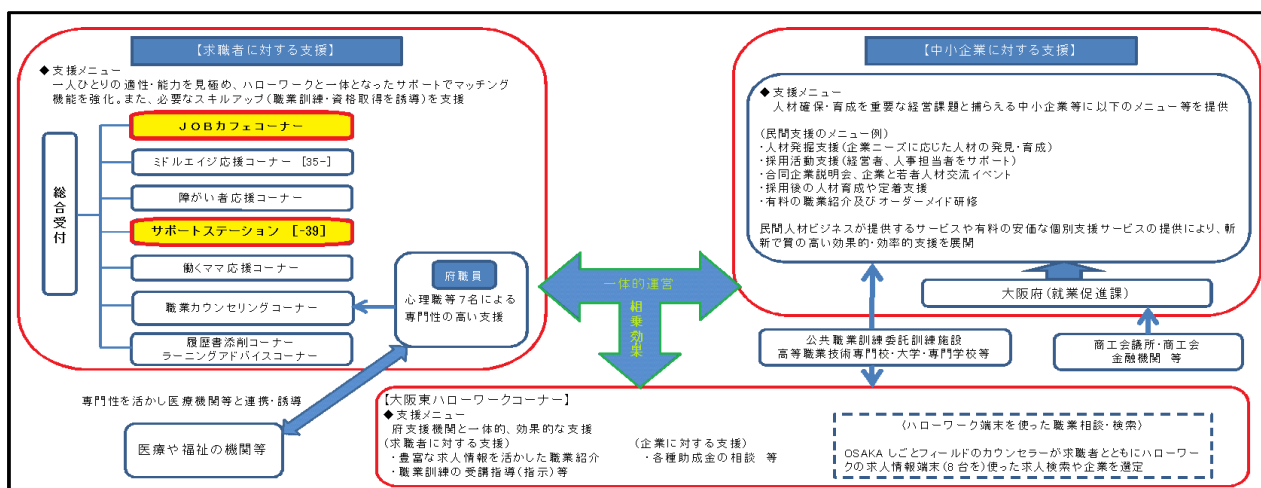 【求職者に対する支援】
◆支援メニュー
一人ひとりの適性・能力を見極め、ハローワークと一体となったサポートでマッチング
機能を強化。また、必要なスキルアップ(職業訓練・資格取得を誘導)を支援
総合受付
JOBカフェコーナー
ミドルエイジ応援コーナー [35-]
障がい者応援コーナー
サポートステーション [-39]
働くママ応援コーナー
職業カウンセリングコーナー
履歴書添削コーナー
ラーニングアドバイスコーナー
府職員
心理職等7名による
専門性の高い支援
専門性を活かし医療機関等と連携・誘導
医療や福祉の機関等
一体的運営
相乗効果
【中小企業に対する支援】
◆支援メニュー
人材確保・育成を重要な経営課題と捕らえる中小企業等に以下のメニュー等を提供
(民間支援のメニュー例)
・人材発掘支援(企業ニーズに応じた人材の発見・育成)
・採用活動支援(経営者、人事担当者をサポート)
・合同企業説明会、企業と若者人材交流イベント
・採用後の人材育成や定着支援
・有料の職業紹介及びオーダーメイド研修
民間人材ビジネスが提供するサービスや有料の安価な個別支援サービスの提供により、斬
新で質の高い効果的・効率的支援を展開
大阪府(就業促進課)
公共職業訓練委託訓練施設
高等職業技術専門校・大学・専門学校等
商工会議所・商工会
金融機関 等
【大阪東ハローワークコーナー】
◆支援メニュー
府支援機関と一体的、効果的な支援
(求職者に対する支援)
・豊富な求人情報を活かした職業紹介
・職業訓練の受講指導(指示)等
(企業に対する支援)
・各種助成金の相談 等
〈ハローワーク端末を使った職業相談・検索〉
OSAKAしごとフィールドのカウンセラーが求職者とともにハローワー
クの求人情報端末(8台を)使った求人検索や企業を選定